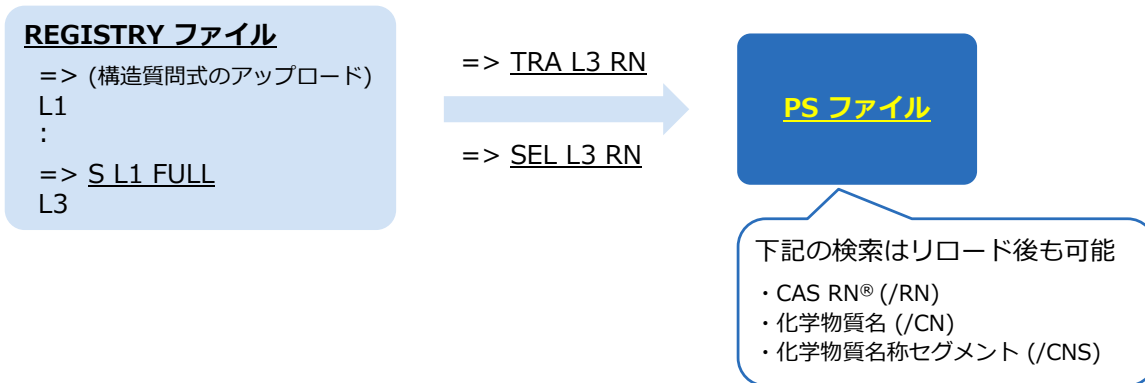 REGISTRY ファイル
=> (構造質問式のアップロード)
L1
:
=> S L1 FULL
L3
=> TRA L3 RN
=> SEL L3 RN
PS ファイル
下記の検索はリロード後も可能
・CAS RN® (/RN)
・化学物質名 (/CN)
・化学物質名称セグメント (/CNS)